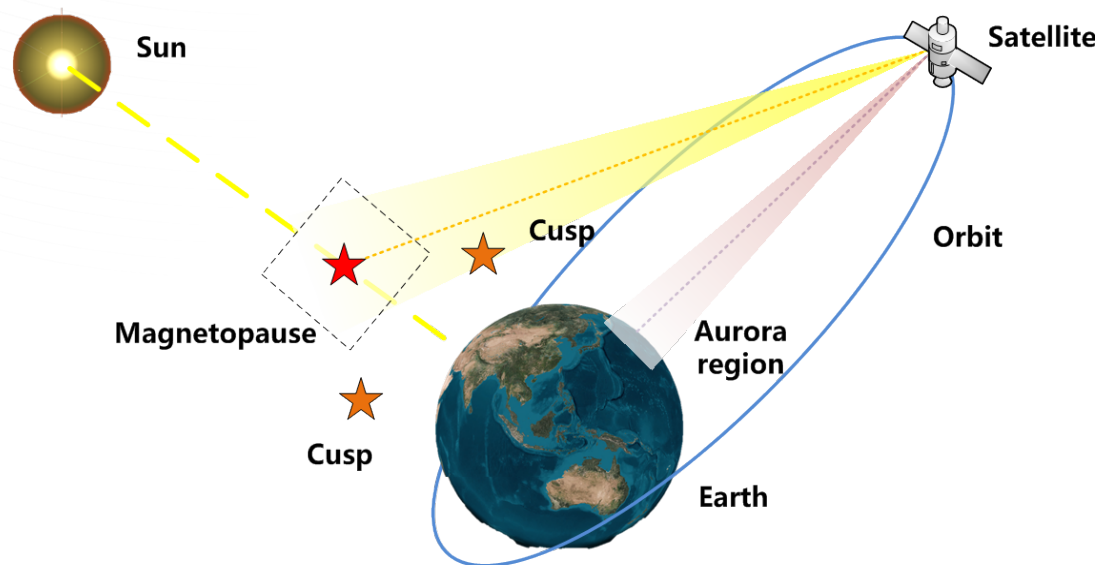 Sun
Satellite
Cusp
Orbit
Magnetopause
Aurora
region
Cusp
Earth